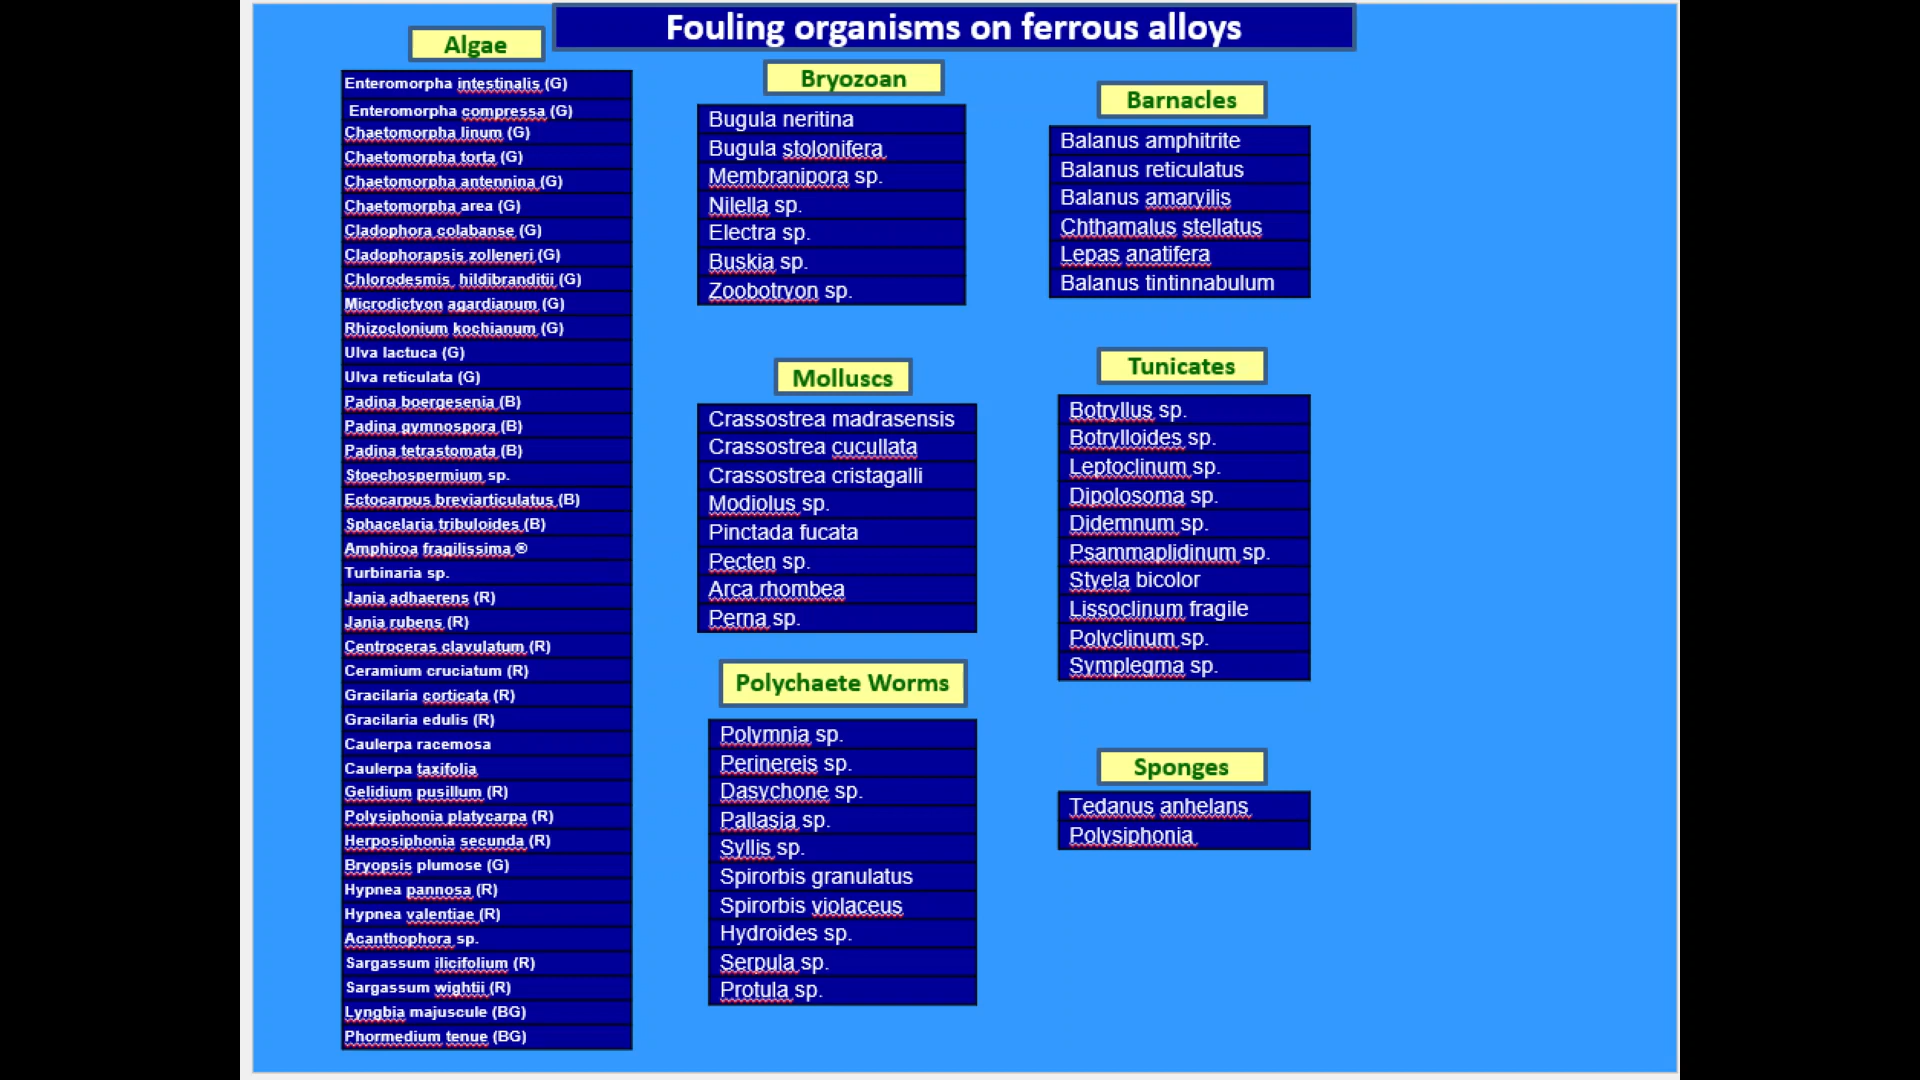 Fouling organisms on ferrous alloys
Algae
Enteromorpha intestinalis (G)
Enteromorpha compressa (G)
Chaetomorpha linum (G)
Chaetomorpha torta (G)
Chaetomorpha antennina (G)
Chaetomorpha area (G)
Cladophora colabanse (G)
Cladophorapsis zolleneri (G)
Chlorodesmis hildibranditii (G)
Microdictyon agardianum (G)
Rhizoclonium kochianum (G)
Ulva lactuca (G)
Ulva reticulata (G)
Padina boergesenia (B)
Padina gymnospora (B)
Padina tetrastomata (B)
Stoechospermium sp.
Ectocarpus breviarticulatus (B)
Sphacelaria tribuloides (B)
Amphiroa fragilissima ®
Turbinaria sp.
Jania adhaerens (R)
Jania rubens (R)
Centroceras clavulatum (R)
Ceramium cruciatum (R)
Gracilaria corticata (R)
Gracilaria edulis (R)
Caulerpa racemosa
Caulerpa taxifolia
Gelidium pusillum (R)
Polysiphonia platycarpa (R)
Herposiphonia secunda (R)
Bryopsis plumose (G)
Hypnea pannosa (R)
Hypnea valentiae (R)
Acanthophora sp.
Sargassum ilicifolium (R)
Sargassum wightii (R)
Lyngbia majuscule (BG)
Phormedium tenue (BG)
Bryozoan
Bugula neritina
Bugula stolonifera
Membranipora sp.
Nilella sp.
Electra sp.
Buskia sp.
Zoobotryon sp.
Molluscs
Crassostrea madrasensis
Crassostrea cucullata
Crassostrea cristagalli
Modiolus sp.
Pinctada fucata
Pecten sp.
Arca rhombea
Perna sp.
Polychaete Worms
Polymnia sp.
Perinereis sp.
Dasychone sp.
Pallasia sp.
Syllis sp.
Spirorbis granulatus
Spirorbis violaceus
Hydroides sp.
Serpula sp.
Protula sp.
Barnacles
Balanus amphitrite
Balanus reticulatus
Balanus amaryilis
Chthamalus stellatus
Lepas anatifera
Balanus tintinnabulum
Tunicates
Botryllus sp.
Botrylloides sp.
Leptoclinum sp.
Dipolosoma sp.
Didemnum sp.
Psammaplidinum sp.
Styela bicolor
Lissoclinum fragile
Polyclinum sp.
Symplegma sp.
Sponges
Tedanus anhelans
Polysiphonia